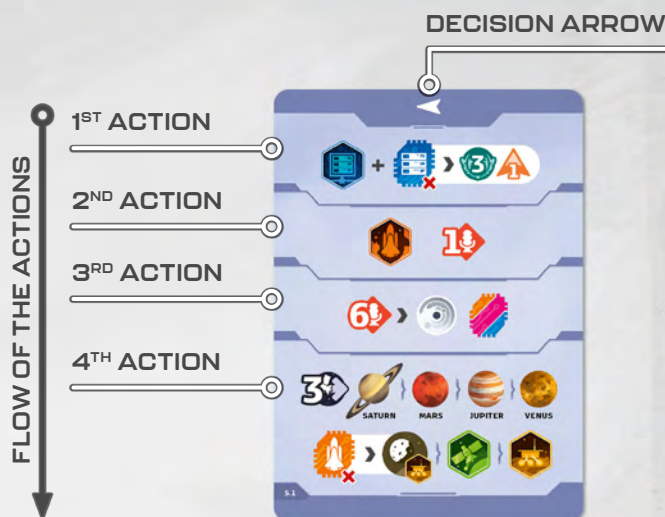 DECISION ARROW
FLOW OF THE ACTIONS
1ST ACTION
+ 3 1
2ND ACTION
1
3RD ACTION
6
4TH ACTION
3
SATURN MARS JUPITER VENUS
S.1